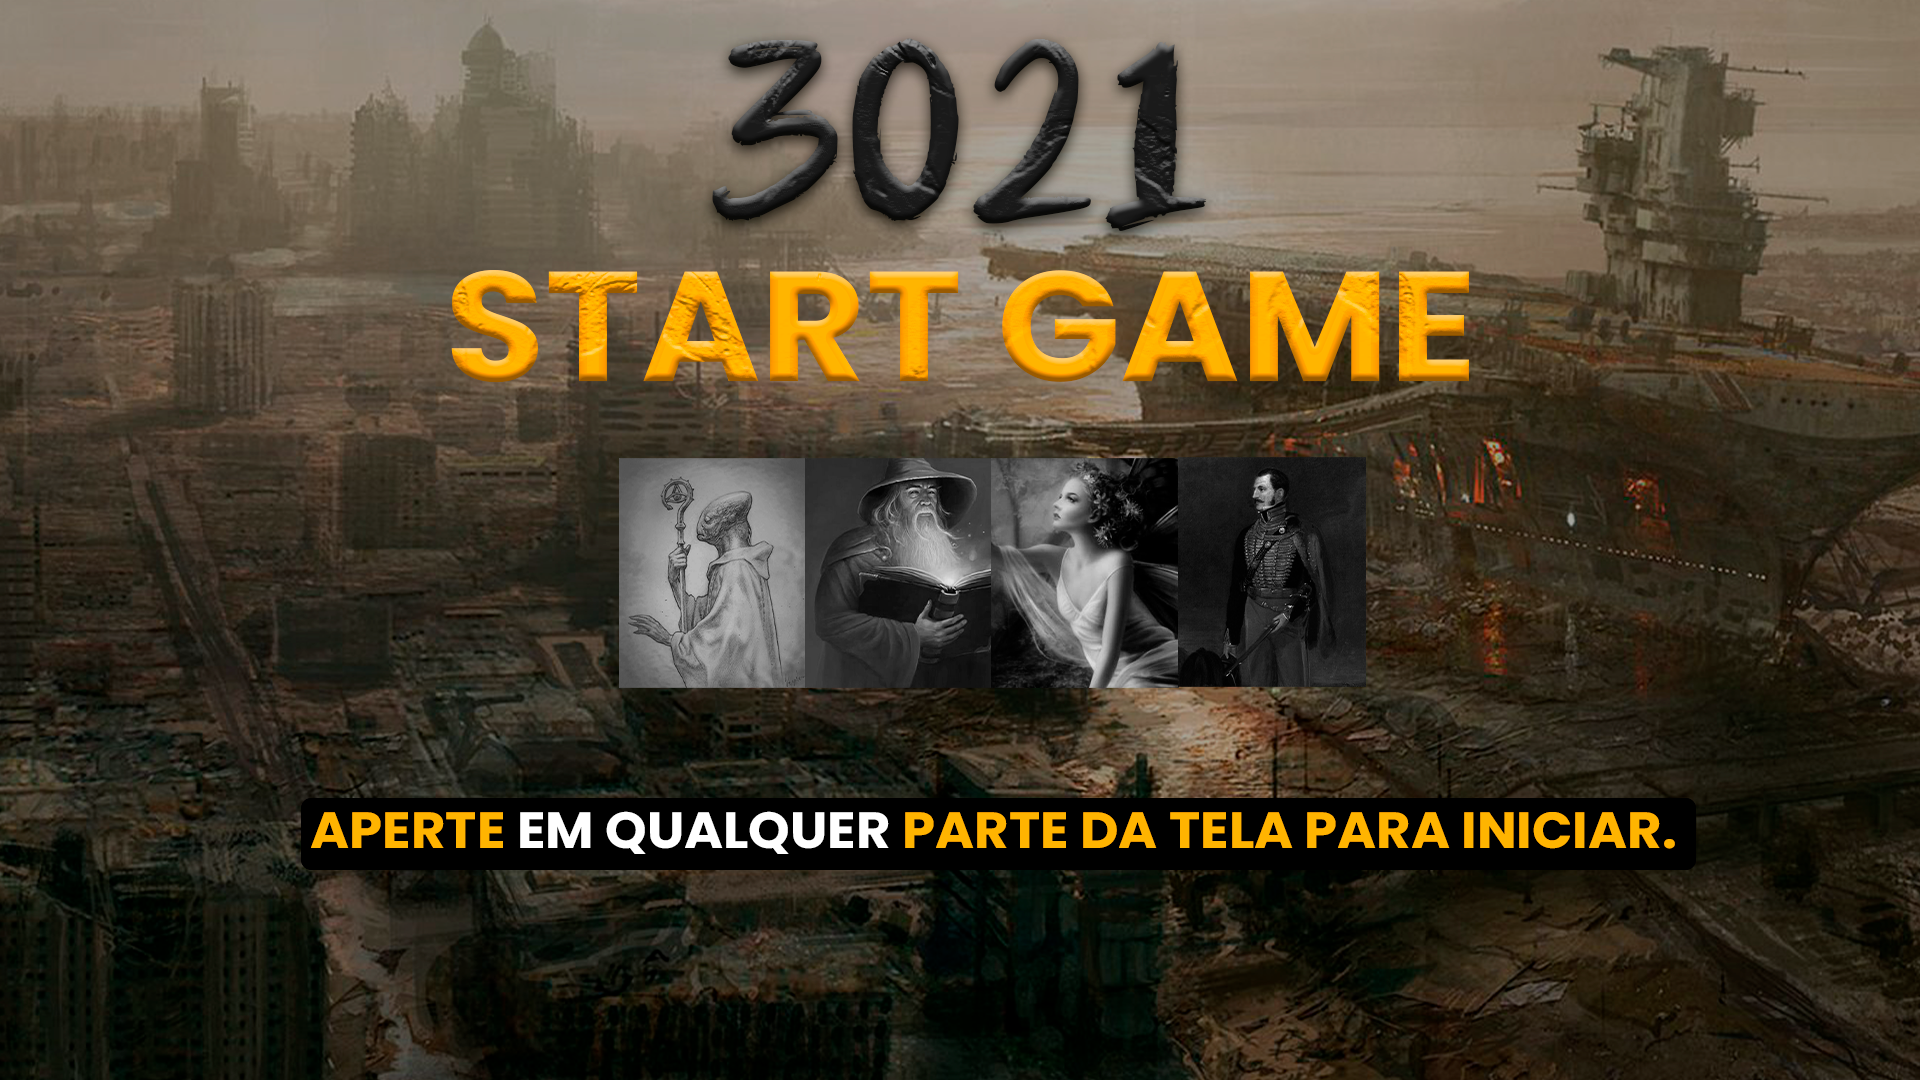 3021
START GAME
APERTE EM QUALQUER PARTE DA TELA PARA INICIAR.